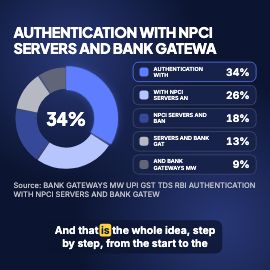 AUTHENTICATION WITH NPCI
SERVERS AND BANK GATEWA
34%
AUTHENTICATION
WITH
34%
WITH NPCI
SERVERS AN
26%
NPCI SERVERS AND
BAN
18%
SERVERS AND BANK
GAT
13%
AND BANK
GATEWAYS MW
9%
Source: BANK GATEWAYS MW UPI GST TDS RBI AUTHENTICATION
WITH NPCI SERVERS AND BANK GATEW
And that is the whole idea, step
by step, from the start to the